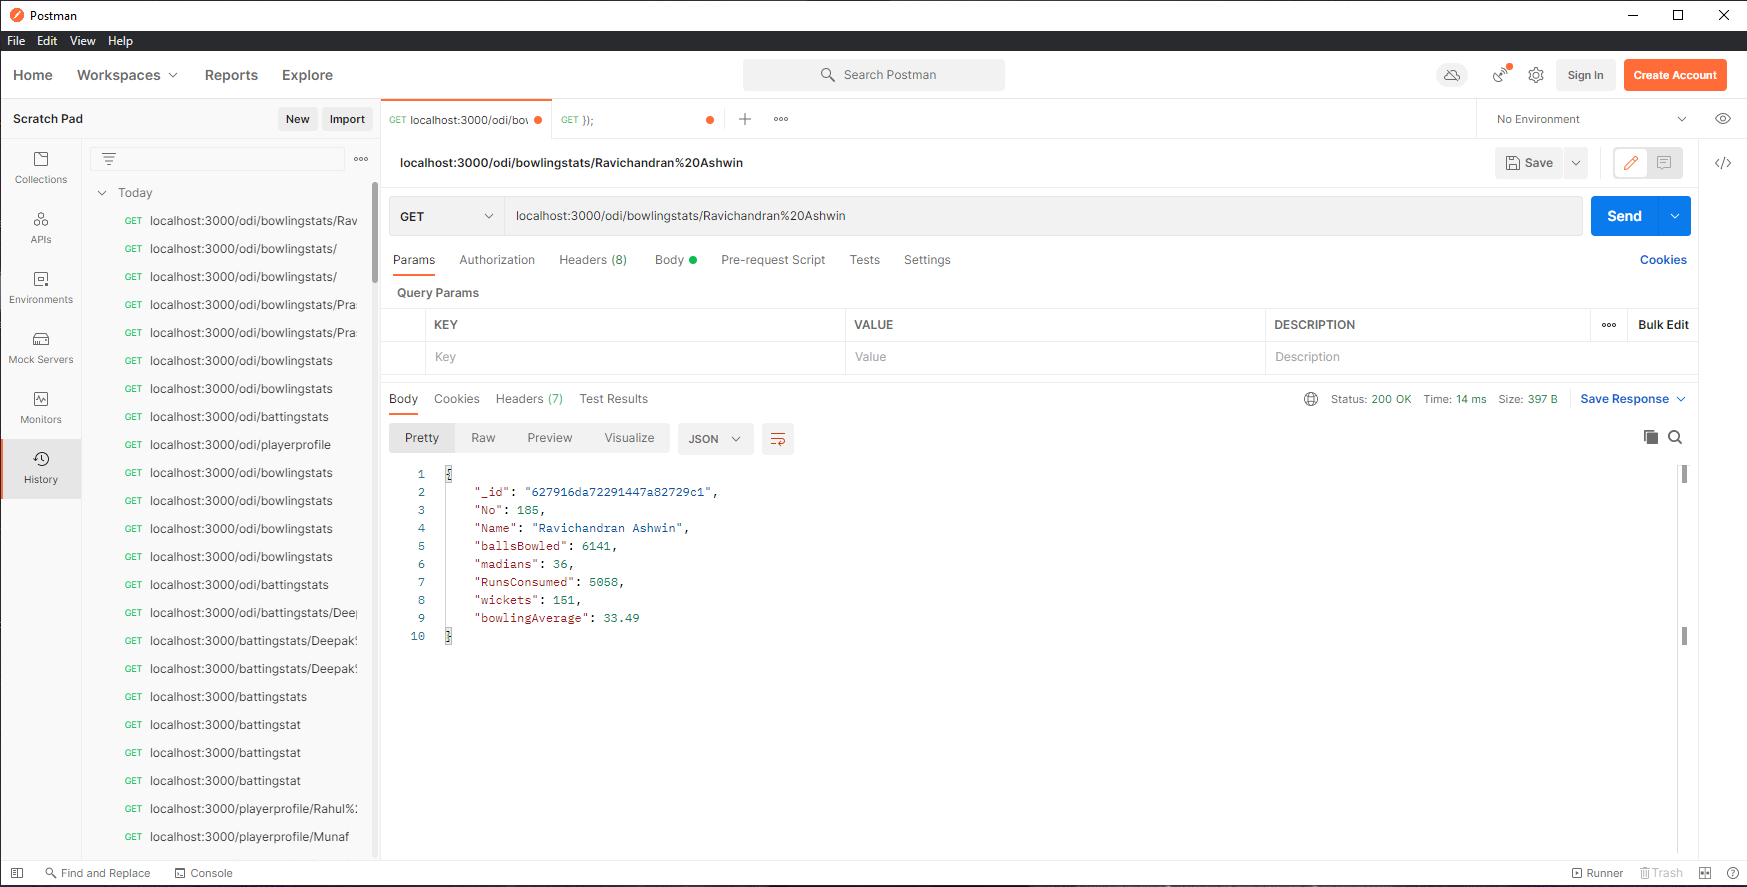 Postman
File Edit View Help
Home Workspaces Reports Explore
Search Postman
Sign In
Create Account
Scratch Pad
New Import
GET localhost:3000/odi/bow
GET });
No Environment
Collections
APIs
Environments
Mock Servers
Monitors
History
Today
GET localhost:3000/odi/bowlingstats/Rav
GET localhost:3000/odi/bowlingstats/
GET localhost:3000/odi/bowlingstats/
GET localhost:3000/odi/bowlingstats/Pra
GET localhost:3000/odi/bowlingstats/Pra
GET localhost:3000/odi/bowlingstats
GET localhost:3000/odi/bowlingstats
GET localhost:3000/odi/battingstats
GET localhost:3000/odi/playerprofile
GET localhost:3000/odi/bowlingstats
GET localhost:3000/odi/bowlingstats
GET localhost:3000/odi/bowlingstats
GET localhost:3000/odi/bowlingstats
GET localhost:3000/odi/battingstats
GET localhost:3000/odi/battingstats/Deep
GET localhost:3000/battingstats/Deepak%
GET localhost:3000/battingstats/Deepak%
GET localhost:3000/battingstats
GET localhost:3000/battingstat
GET localhost:3000/battingstat
GET localhost:3000/battingstat
GET localhost:3000/playerprofile/Rahul%2
GET localhost:3000/playerprofile/Munaf
localhost:3000/odi/bowlingstats/Ravichandran%20Ashwin
Save
GET localhost:3000/odi/bowlingstats/Ravichandran%20Ashwin
Send
Params Authorization Headers (8) Body Pre-request Script Tests Settings
Cookies
Query Params
KEY VALUE DESCRIPTION Bulk Edit
Key Value Description
Body Cookies Headers (7) Test Results
Status: 200 OK Time: 14 ms Size: 397 B Save Response
Pretty Raw Preview Visualize JSON
1 {
2 "_id": "627916da72291447a82729c1",
3 "No": 185,
4 "Name": "Ravichandran Ashwin",
5 "ballsBowled": 6141,
6 "madians": 36,
7 "RunsConsumed": 5058,
8 "wickets": 151,
9 "bowlingAverage": 33.49
10 }
Find and Replace Console
Runner Trash